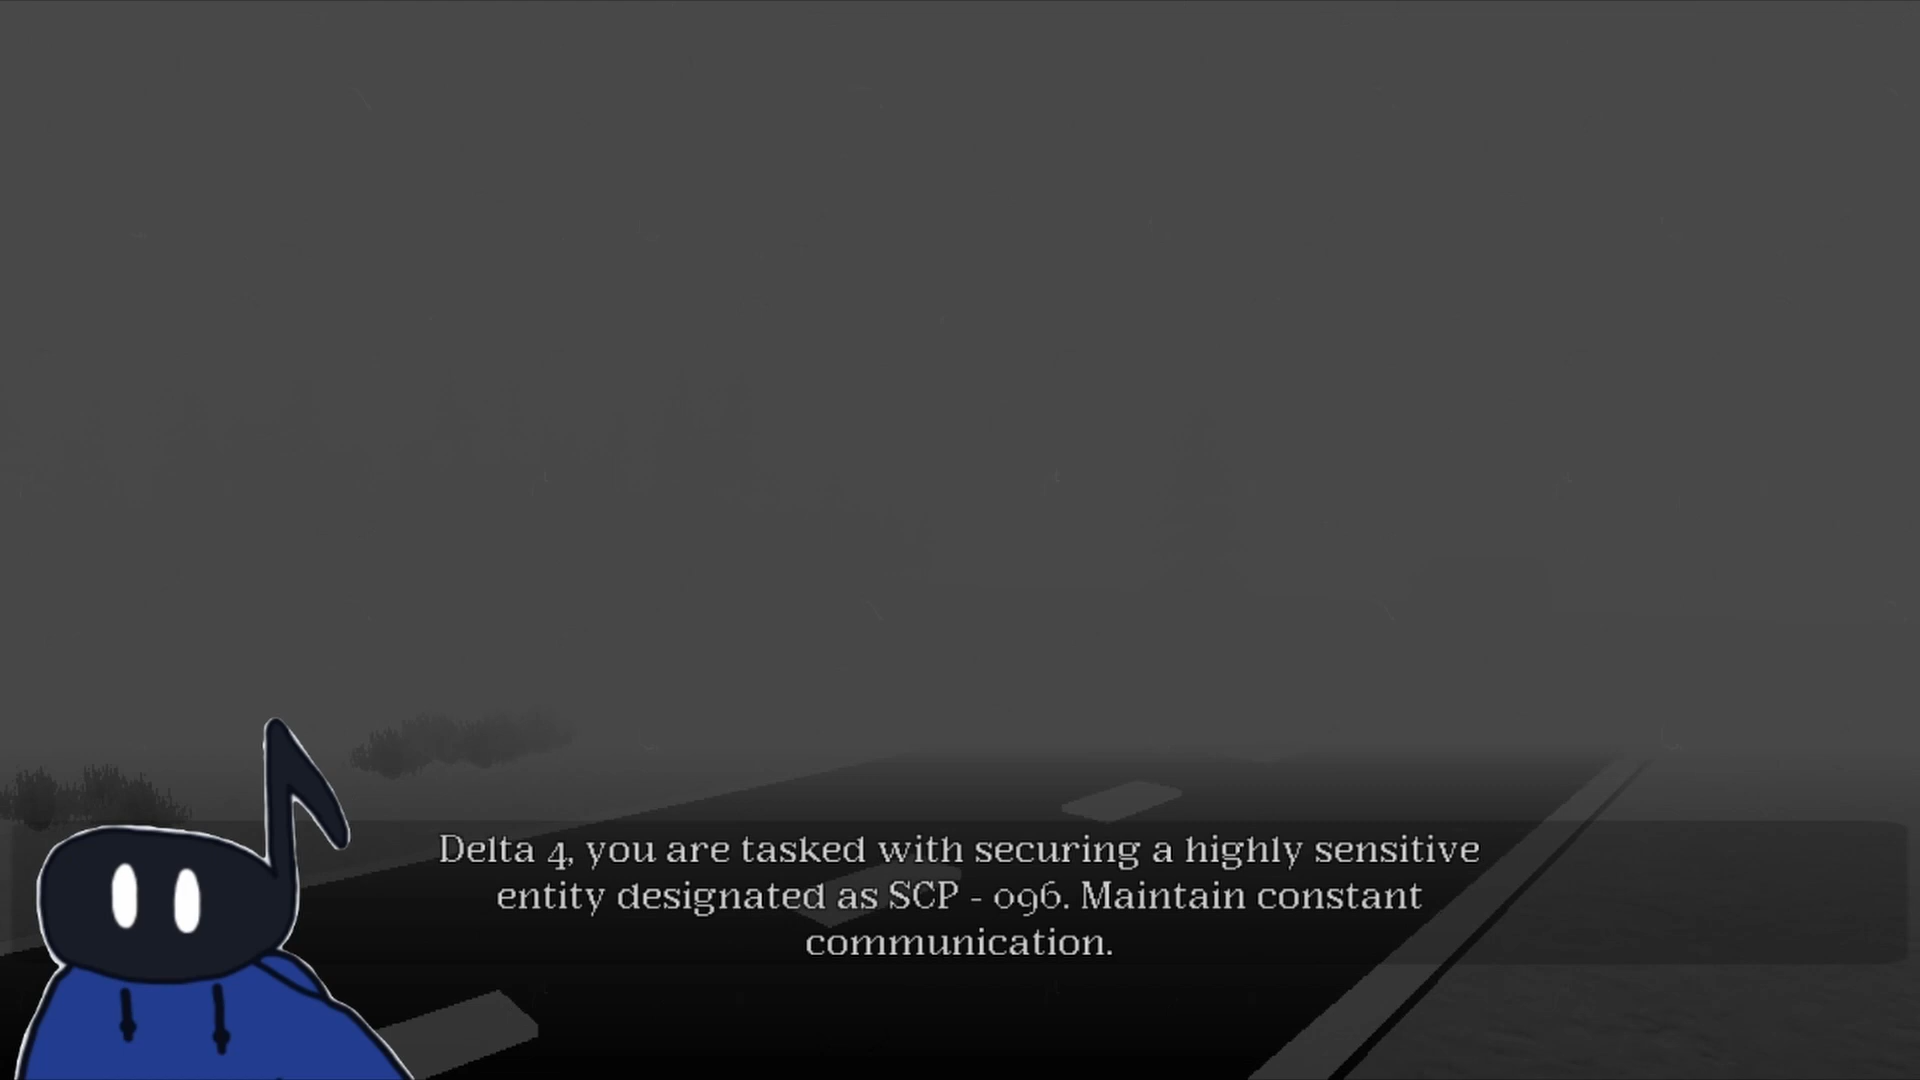 Delta 4, you are tasked with securing a highly sensitive
entity designated as SCP - 096. Maintain constant
communication.